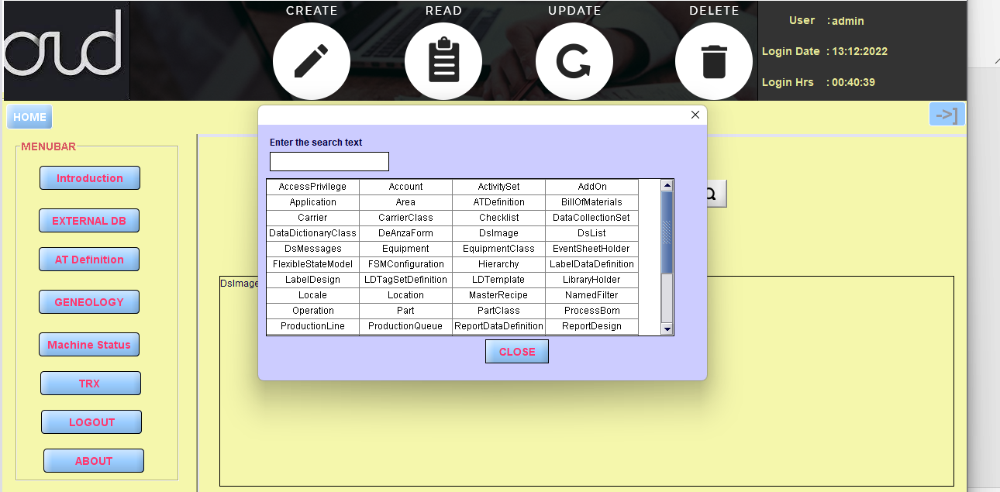 CREATE READ UPDATE DELETE
User : admin
Login Date : 13:12:2022
Login Hrs : 00:40:39
HOME
->]
MENUBAR
Introduction
EXTERNAL DB
AT Definition
GENEOLOGY
Machine Status
TRX
LOGOUT
ABOUT
Enter the search text
AccessPrivilege Account ActivitySet AddOn
Application Area ATDefinition BillOfMaterials
Carrier CarrierClass Checklist DataCollectionSet
DataDictionaryClass DeAnzaForm DsImage DsList
DsMessages Equipment EquipmentClass EventSheetHolder
FlexibleStateModel FSMConfiguration Hierarchy LabelDataDefinition
LabelDesign LDTagSetDefinition LDTemplate LibraryHolder
Locale Location MasterRecipe NamedFilter
Operation Part PartClass ProcessBom
ProductionLine ProductionQueue ReportDataDefinition ReportDesign
CLOSE
DsImage